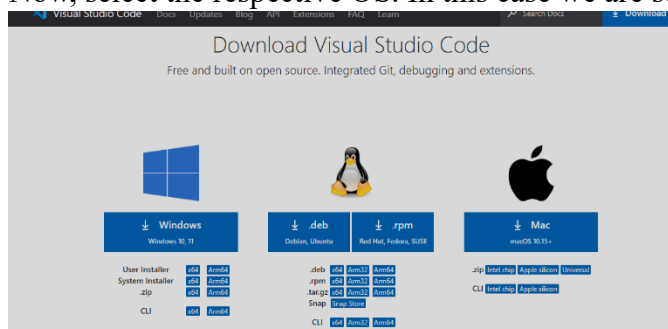 Now, select the respective OS. In this case we are s
Visual Studio Code Docs Updates Blog API Extensions FAQ Learn Search Docs Download
Download Visual Studio Code
Free and built on open source. Integrated Git, debugging and extensions.
Windows
Windows 10, 11
User Installer x64 Arm64
System Installer x64 Arm64
.zip x64 Arm64
CLI x64 Arm64
.deb
Debian, Ubuntu
.rpm
Red Hat, Fedora, SUSE
.deb x64 Arm32 Arm64
.rpm x64 Arm32 Arm64
.tar.gz x64 Arm32 Arm64
Snap Snap Store
CLI x64 Arm32 Arm64
Mac
macOS 10.15+
.zip Intel chip Apple silicon Universal
CLI Intel chip Apple silicon